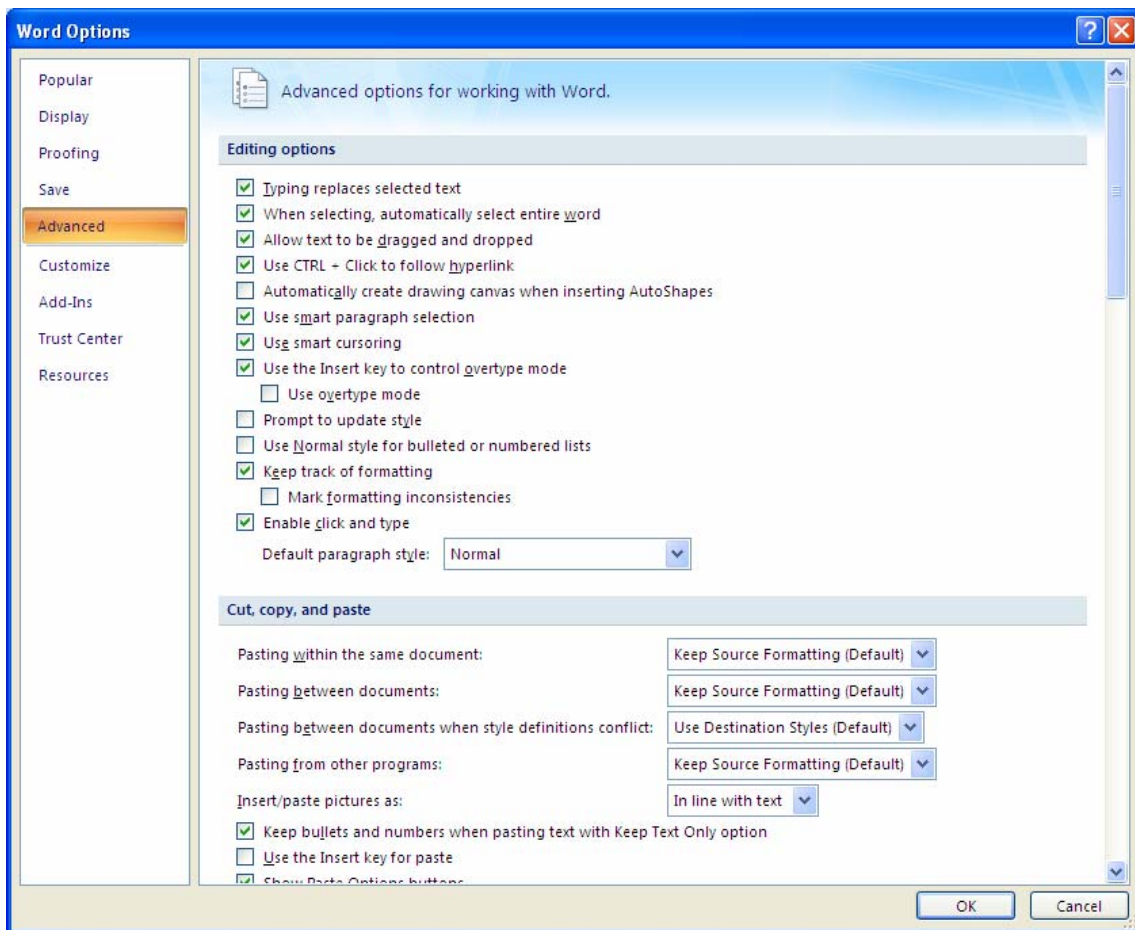 Word Options
Popular
Display
Proofing
Save
Advanced
Customize
Add-Ins
Trust Center
Resources
Advanced options for working with Word.
Editing options
Typing replaces selected text
When selecting, automatically select entire word
Allow text to be dragged and dropped
Use CTRL + Click to follow hyperlink
Automatically create drawing canvas when inserting AutoShapes
Use smart paragraph selection
Use smart cursoring
Use the Insert key to control overtype mode
Use overtype mode
Prompt to update style
Use Normal style for bulleted or numbered lists
Keep track of formatting
Mark formatting inconsistencies
Enable click and type
Default paragraph style: Normal
Cut, copy, and paste
Pasting within the same document: Keep Source Formatting (Default)
Pasting between documents: Keep Source Formatting (Default)
Pasting between documents when style definitions conflict: Use Destination Styles (Default)
Pasting from other programs: Keep Source Formatting (Default)
Insert/paste pictures as: In line with text
Keep bullets and numbers when pasting text with Keep Text Only option
Use the Insert key for paste
Show Paste Options buttons
OK Cancel